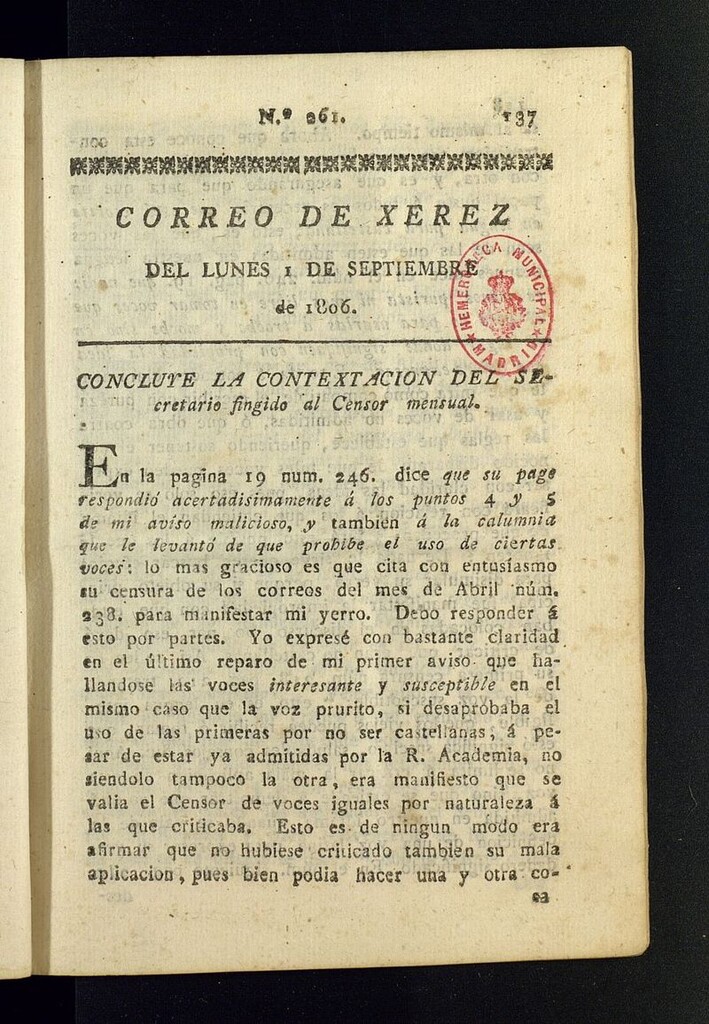 N.º 261.
137
CORREO DE XEREZ
DEL LUNES 1 DE SEPTIEMBRE
de 1806.
HEMEROTECA MUNICIPAL
MADRID
CONCLUYE LA CONTEXTACION DEL SE-
cretario fingido al Censor mensual.
En la pagina 19 num. 246. dice que su page
respondió acertadisimamente á los puntos 4 y 5
de mi aviso malicioso, y tambien á la calumnia
que le levantó de que prohibe el uso de ciertas
voces: lo mas gracioso es que cita con entusiasmo
su censura de los correos del mes de Abril núm.
238. para manifestar mi yerro. Debo responder á
esto por partes. Yo expresé con bastante claridad
en el último reparo de mi primer aviso que ha-
llandose las voces interesante y susceptible en el
mismo caso que la voz prurito, si desaprobaba el
uso de las primeras por no ser castellanas, á pe-
sar de estar ya admitidas por la R. Academia, no
siendolo tampoco la otra, era manifiesto que se
valia el Censor de voces iguales por naturaleza á
las que criticaba. Esto es de ningun modo era
afirmar que no hubiese criticado tambien su mala
aplicacion, pues bien podia hacer una y otra co-
sa